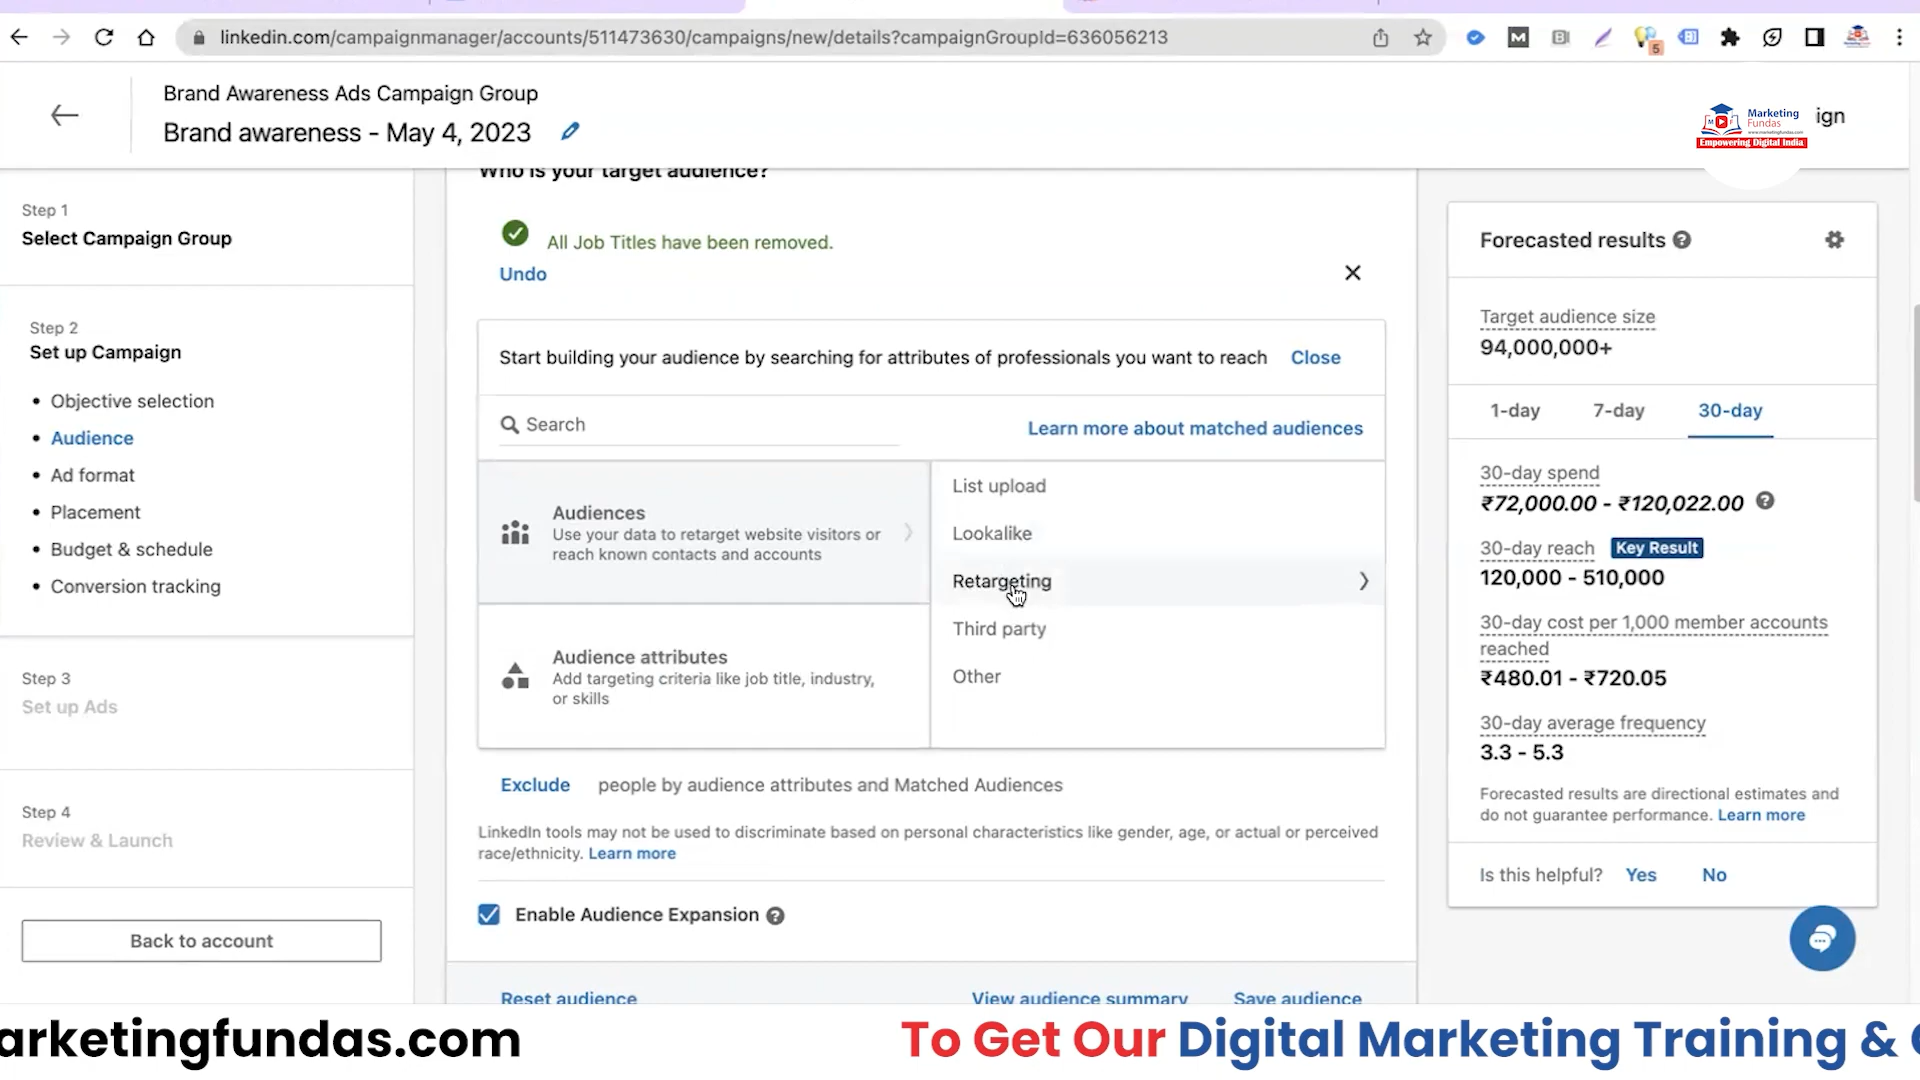 linkedin.com/campaignmanager/accounts/511473630/campaigns/new/details?campaignGroupId=636056213
5
Brand Awareness Ads Campaign Group
Brand awareness - May 4, 2023
Marketing
Fundas
www.marketingfundas.com
Empowering Digital India
ign
Step 1
Select Campaign Group
Step 2
Set up Campaign
• Objective selection
• Audience
• Ad format
• Placement
• Budget & schedule
• Conversion tracking
Step 3
Set up Ads
Step 4
Review & Launch
Back to account
Who is your target audience?
All Job Titles have been removed.
Undo
Start building your audience by searching for attributes of professionals you want to reach Close
Search
Learn more about matched audiences
Audiences
Use your data to retarget website visitors or
reach known contacts and accounts
Audience attributes
Add targeting criteria like job title, industry,
or skills
List upload
Lookalike
Retargeting
Third party
Other
Exclude people by audience attributes and Matched Audiences
LinkedIn tools may not be used to discriminate based on personal characteristics like gender, age, or actual or perceived
race/ethnicity. Learn more
Enable Audience Expansion
Reset audience View audience summary Save audience
Forecasted results
Target audience size
94,000,000+
1-day 7-day 30-day
30-day spend
₹72,000.00 - ₹120,022.00
30-day reach Key Result
120,000 - 510,000
30-day cost per 1,000 member accounts
reached
₹480.01 - ₹720.05
30-day average frequency
3.3 - 5.3
Forecasted results are directional estimates and
do not guarantee performance. Learn more
Is this helpful? Yes No
arketingfundas.com
To Get Our Digital Marketing Training &